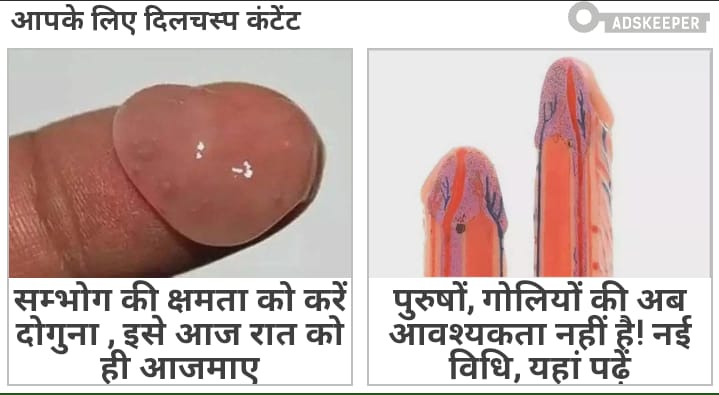 आपके लिए दिलचस्प कंटेंट
ADSKEEPER
सम्भोग की क्षमता को करें
दोगुना , इसे आज रात को
ही आजमाए
पुरुषों, गोलियों की अब
आवश्यकता नहीं है! नई
विधि, यहां पढ़ें